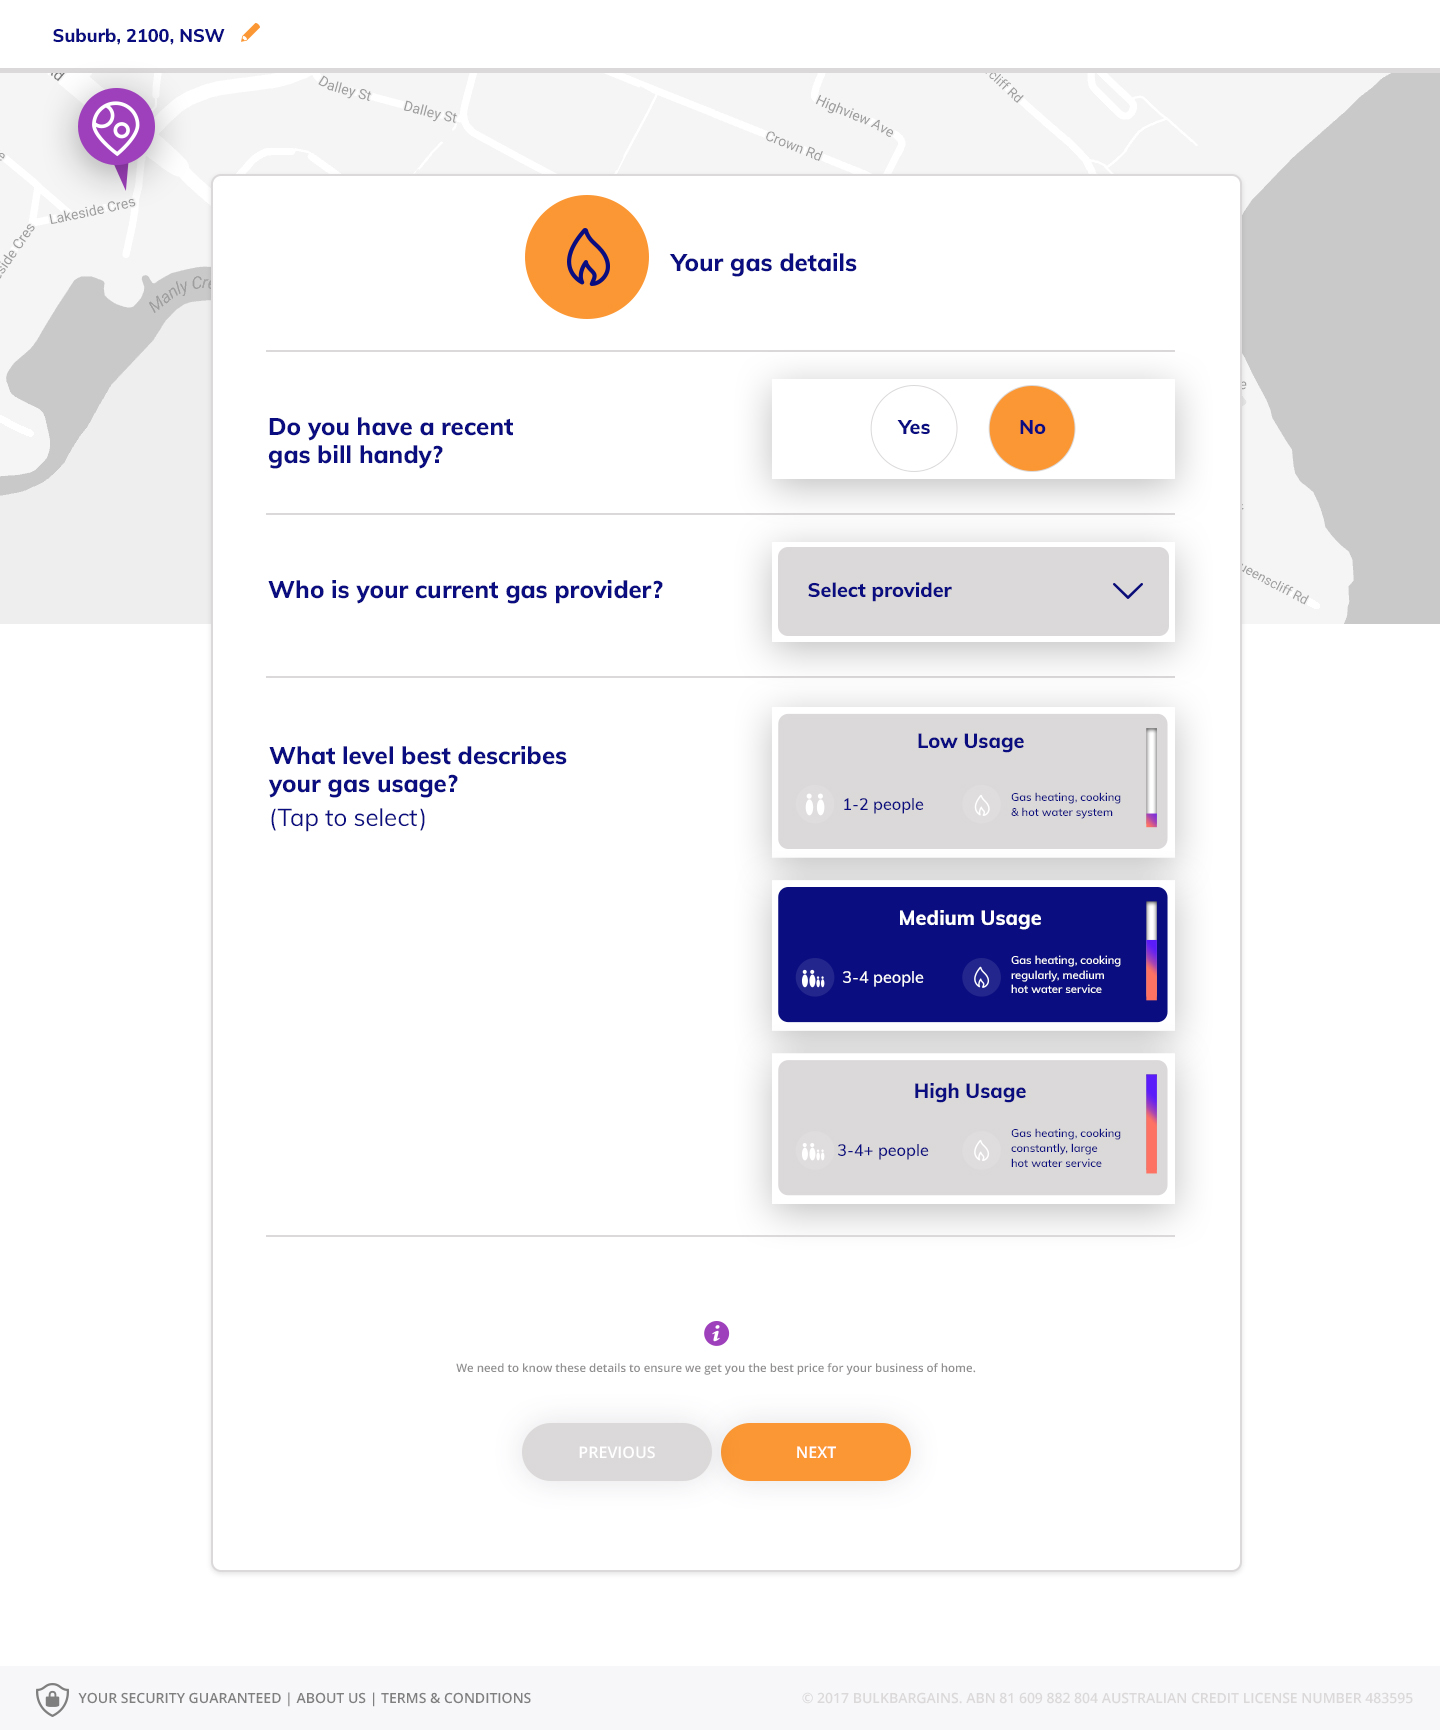 Suburb, 2100, NSW
Dalley St
Dalley St
Highview Ave
Crown Rd
cliff Rd
Lakeside Cres
side Cres
Manly Cre
Your gas details
Do you have a recent
gas bill handy?
Yes
No
Who is your current gas provider?
Select provider
ueenscliff Rd
What level best describes
your gas usage?
(Tap to select)
Low Usage
1-2 people
Gas heating, cooking
& hot water system
Medium Usage
3-4 people
Gas heating, cooking
regularly, medium
hot water service
High Usage
3-4+ people
Gas heating, cooking
constantly, large
hot water service
We need to know these details to ensure we get you the best price for your business of home.
PREVIOUS
NEXT
YOUR SECURITY GUARANTEED | ABOUT US | TERMS & CONDITIONS
© 2017 BULKBARGAINS. ABN 81 609 882 804 AUSTRALIAN CREDIT LICENSE NUMBER 483595